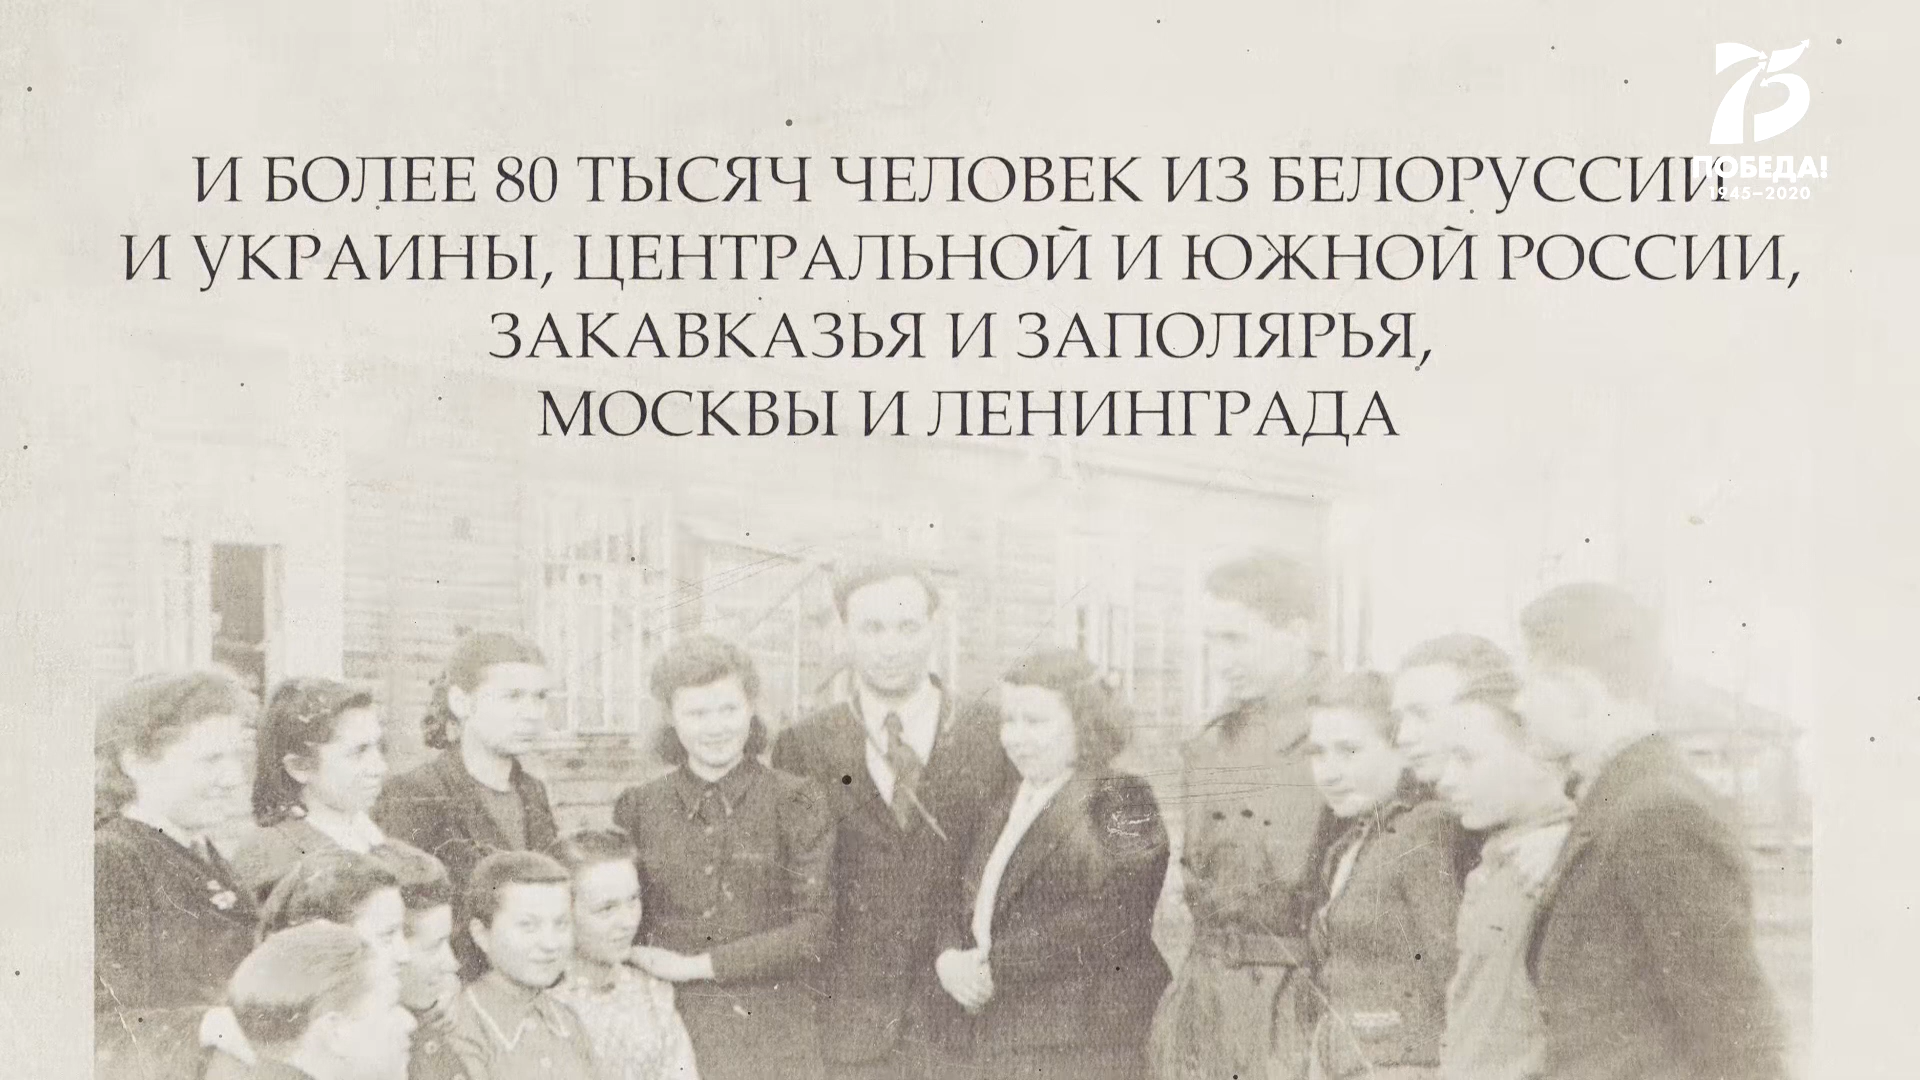 И БОЛЕЕ 80 ТЫСЯЧ ЧЕЛОВЕК ИЗ БЕЛОРУССИИ
И УКРАИНЫ, ЦЕНТРАЛЬНОЙ И ЮЖНОЙ РОССИИ,
ЗАКАВКАЗЬЯ И ЗАПОЛЯРЬЯ,
МОСКВЫ И ЛЕНИНГРАДА
75
ПОБЕДА!
1945–2020